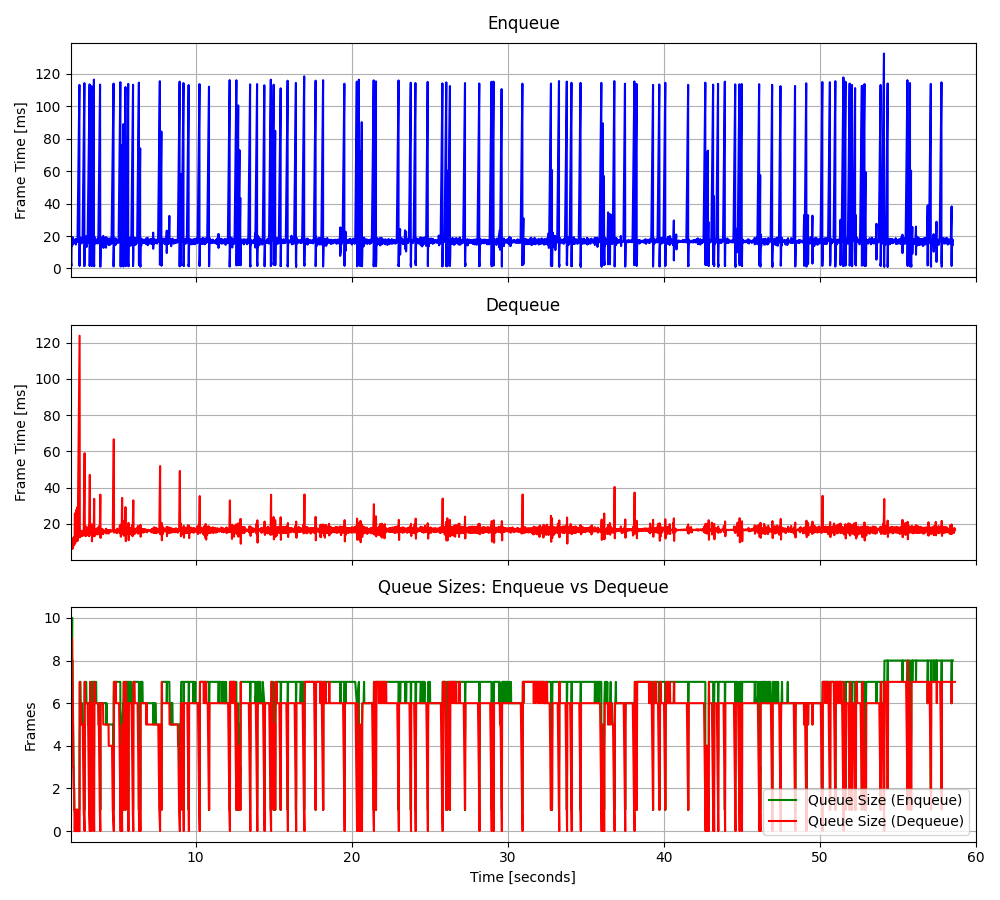 Enqueue
Frame Time [ms]
120
100
80
60
40
20
0
Dequeue
Frame Time [ms]
120
100
80
60
40
20
Queue Sizes: Enqueue vs Dequeue
Frames
10
8
6
4
2
0
Queue Size (Enqueue)
Queue Size (Dequeue)
10 20 30 40 50 60
Time [seconds]